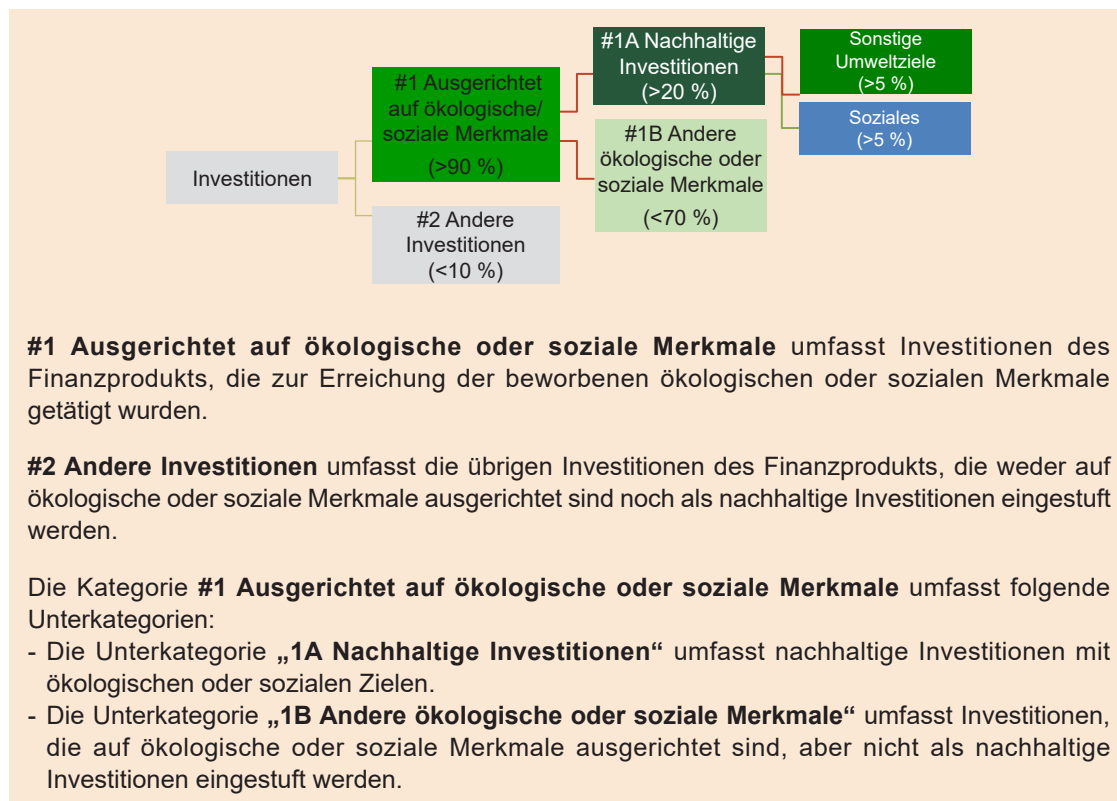 Investitionen
#1 Ausgerichtet
auf ökologische/
soziale Merkmale
(>90 %)
#2 Andere
Investitionen
(<10 %)
#1A Nachhaltige
Investitionen
(>20 %)
#1B Andere
ökologische oder
soziale Merkmale
(<70 %)
Sonstige
Umweltziele
(>5 %)
Soziales
(>5 %)
#1 Ausgerichtet auf ökologische oder soziale Merkmale umfasst Investitionen des
Finanzprodukts, die zur Erreichung der beworbenen ökologischen oder sozialen Merkmale
getätigt wurden.
#2 Andere Investitionen umfasst die übrigen Investitionen des Finanzprodukts, die weder auf
ökologische oder soziale Merkmale ausgerichtet sind noch als nachhaltige Investitionen eingestuft
werden.
Die Kategorie #1 Ausgerichtet auf ökologische oder soziale Merkmale umfasst folgende
Unterkategorien:
- Die Unterkategorie „1A Nachhaltige Investitionen“ umfasst nachhaltige Investitionen mit
ökologischen oder sozialen Zielen.
- Die Unterkategorie „1B Andere ökologische oder soziale Merkmale“ umfasst Investitionen,
die auf ökologische oder soziale Merkmale ausgerichtet sind, aber nicht als nachhaltige
Investitionen eingestuft werden.